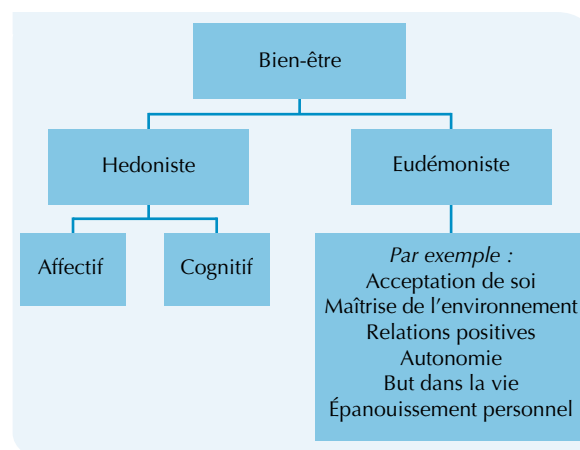 Bien-être
Hedoniste
Eudémoniste
Affectif
Cognitif
Par exemple :
Acceptation de soi
Maîtrise de l’environnement
Relations positives
Autonomie
But dans la vie
Épanouissement personnel